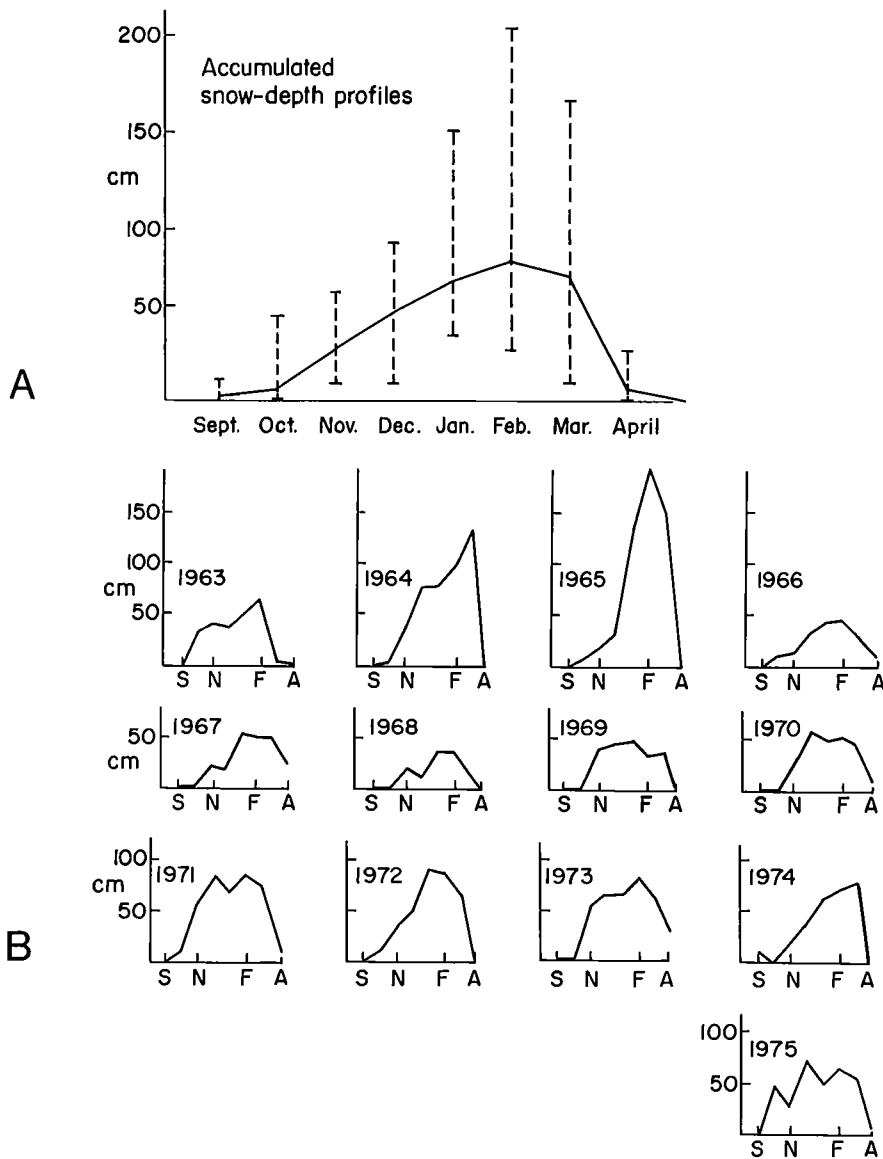 200
Accumulated
snow-depth profiles
150
cm
100
50
A
Sept. Oct. Nov. Dec. Jan. Feb. Mar. April
150
100
cm
50
1963
1964
1965
1966
S N F A
S N F A
S N F A
S N F A
50
cm
1967
1968
1969
1970
S N F A
S N F A
S N F A
S N F A
100
cm
50
1971
1972
1973
1974
B
S N F A
S N F A
S N F A
S N F A
100
50
1975
S N F A